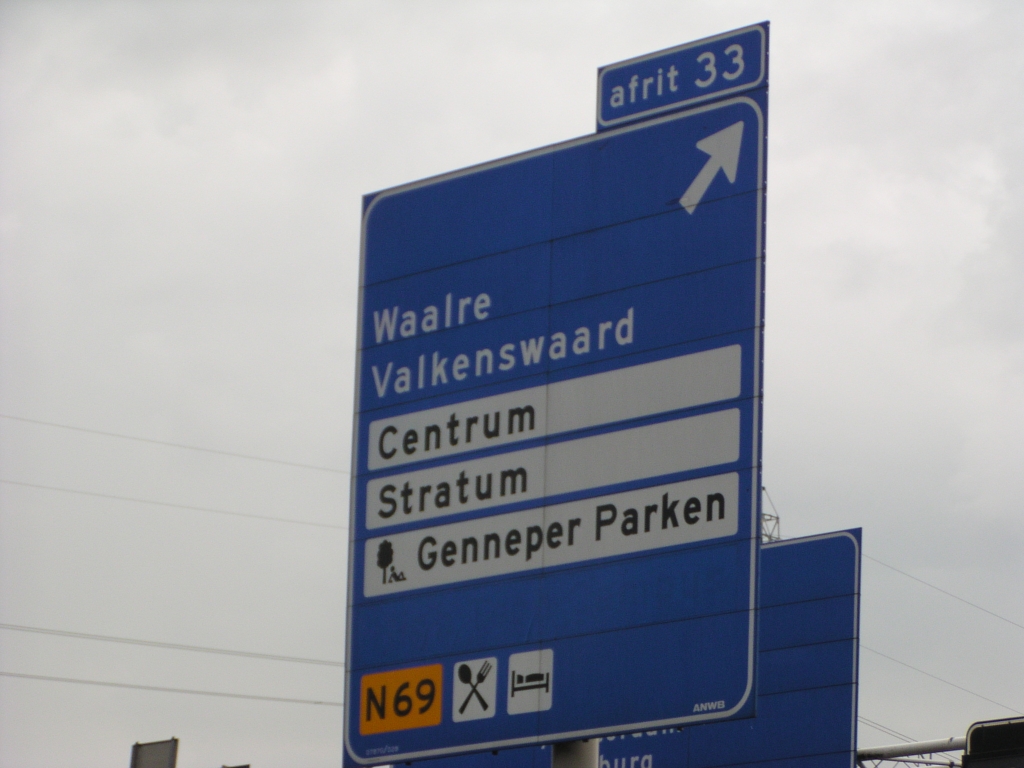 afrit 33
Waalre
Valkenswaard
Centrum
Stratum
Genneper Parken
N69
ANWB